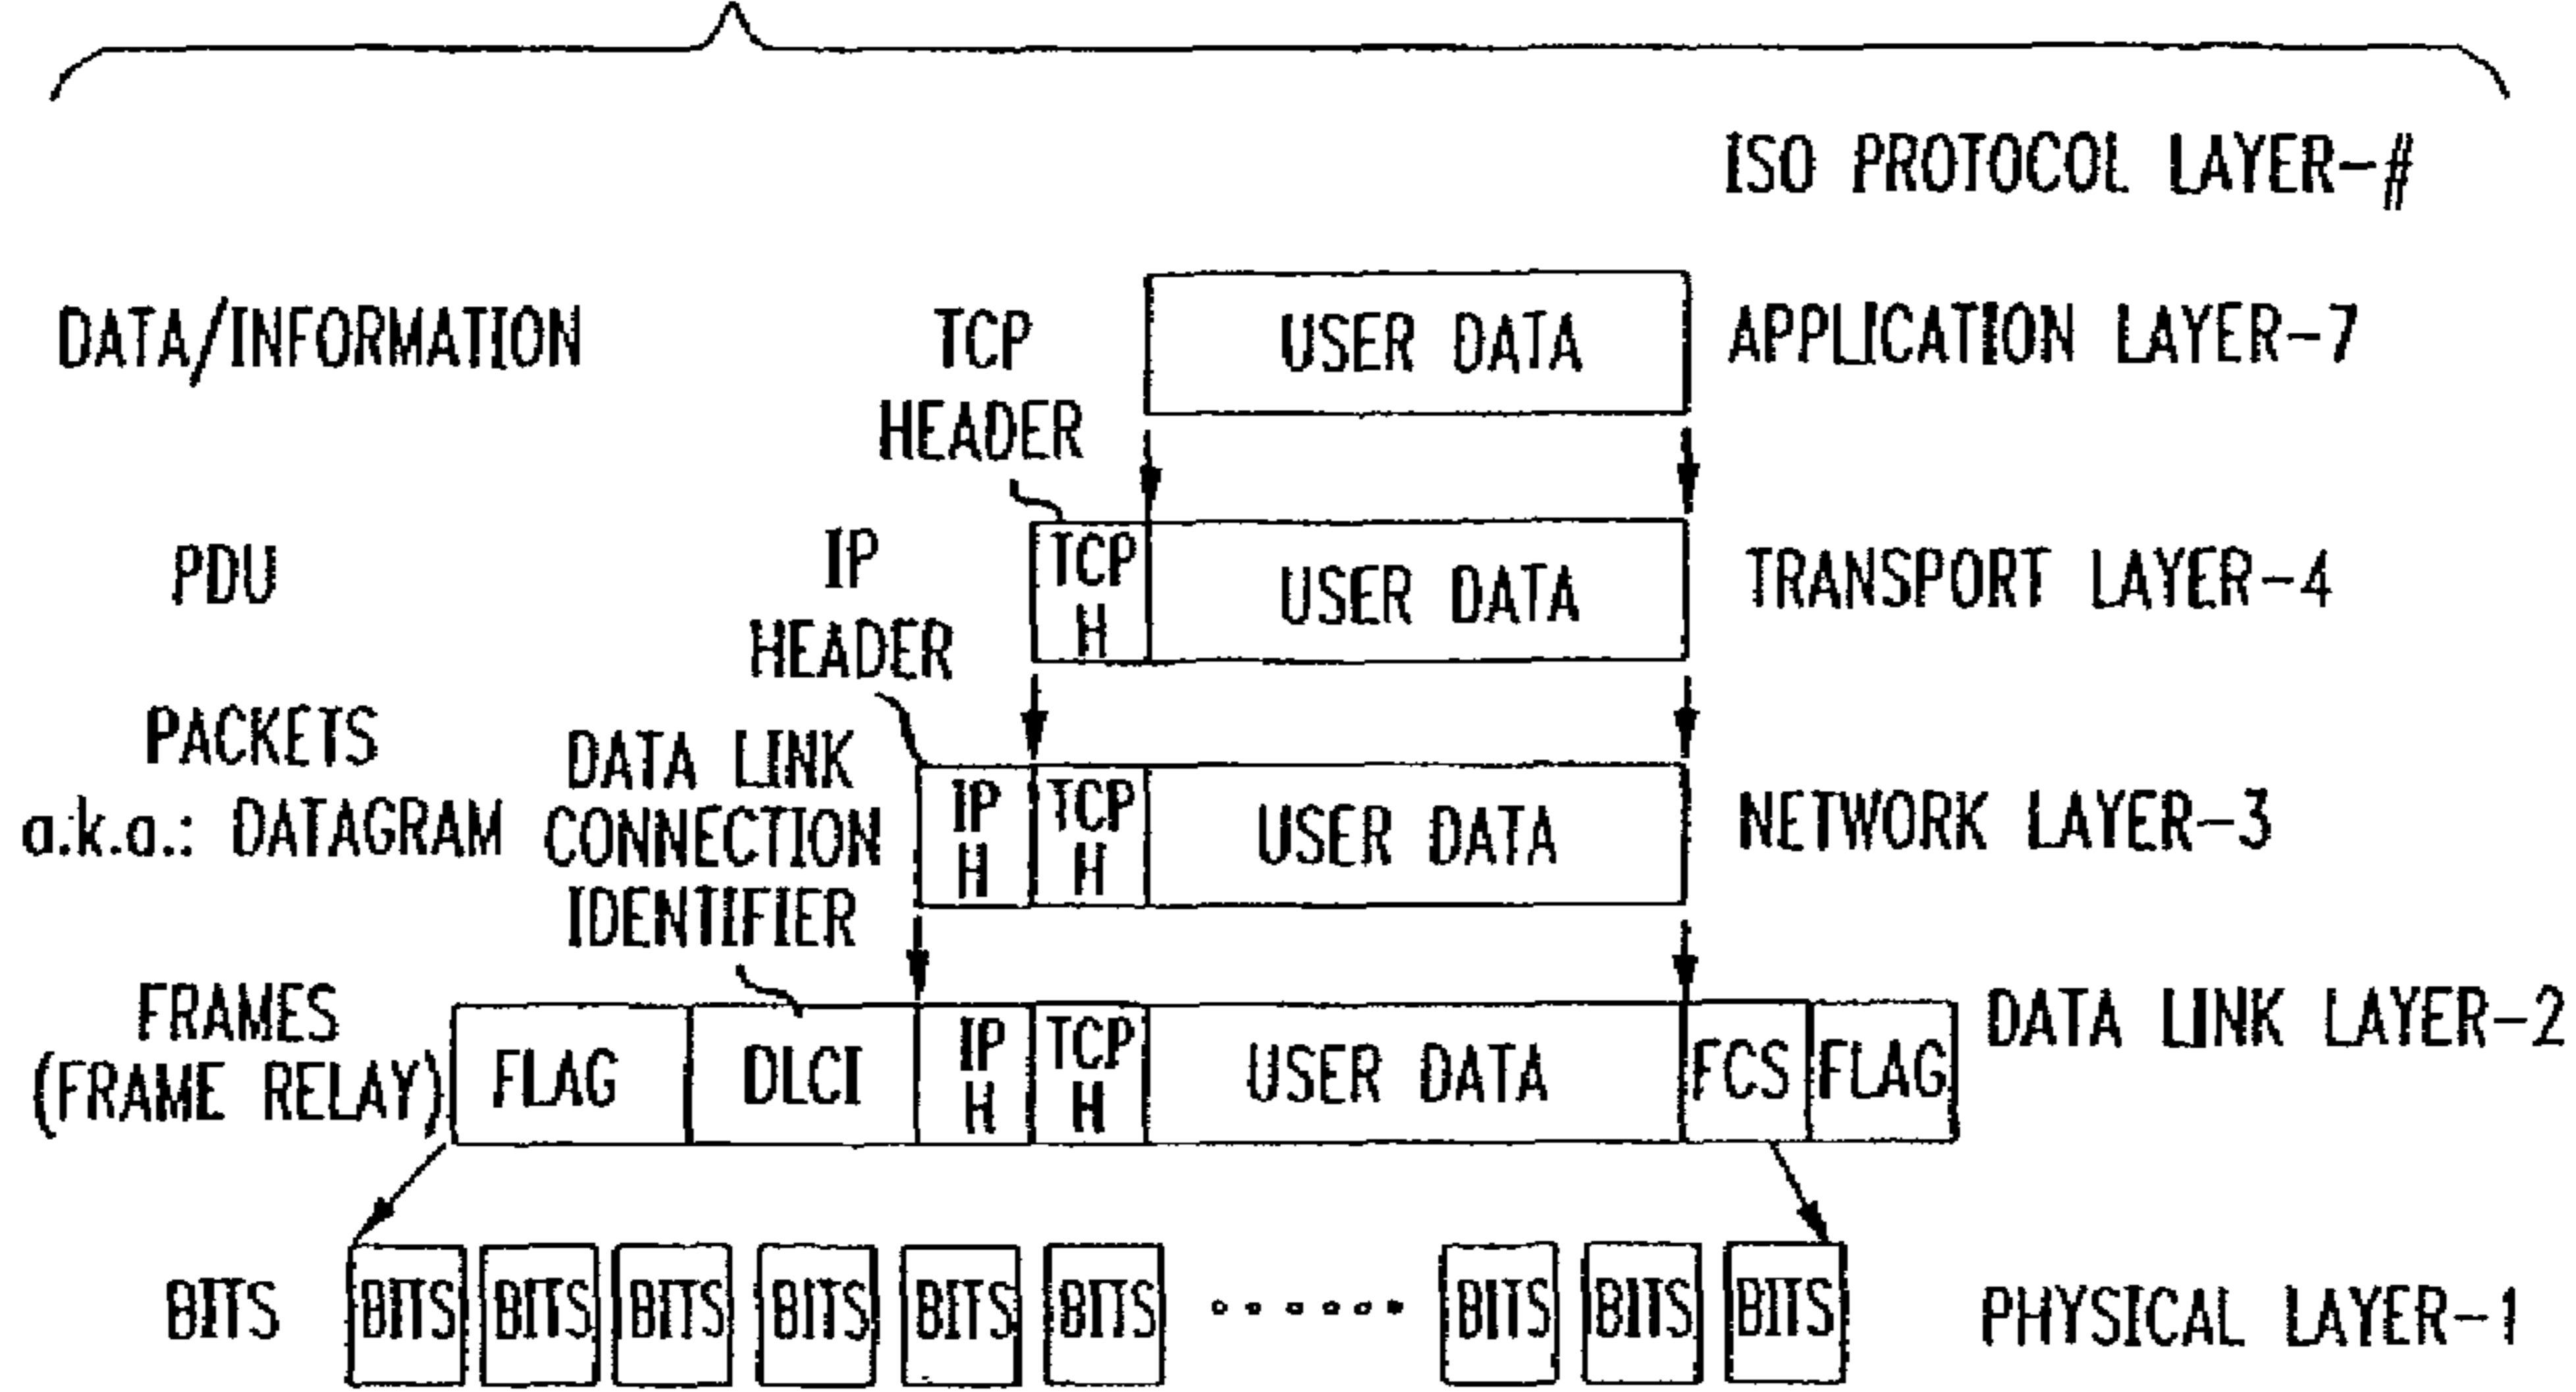 ISO PROTOCOL LAYER-#
DATA/INFORMATION
TCP
HEADER
USER DATA
APPLICATION LAYER-7
PDU
IP
HEADER
TCP
H
USER DATA
TRANSPORT LAYER-4
PACKETS
a.k.a.: DATAGRAM
DATA LINK
CONNECTION
IDENTIFIER
IP
H
TCP
H
USER DATA
NETWORK LAYER-3
FRAMES
(FRAME RELAY)
FLAG
DLCI
IP
H
TCP
H
USER DATA
FCS
FLAG
DATA LINK LAYER-2
BITS
BITS
BITS
BITS
BITS
BITS
BITS
BITS
BITS
BITS
PHYSICAL LAYER-1